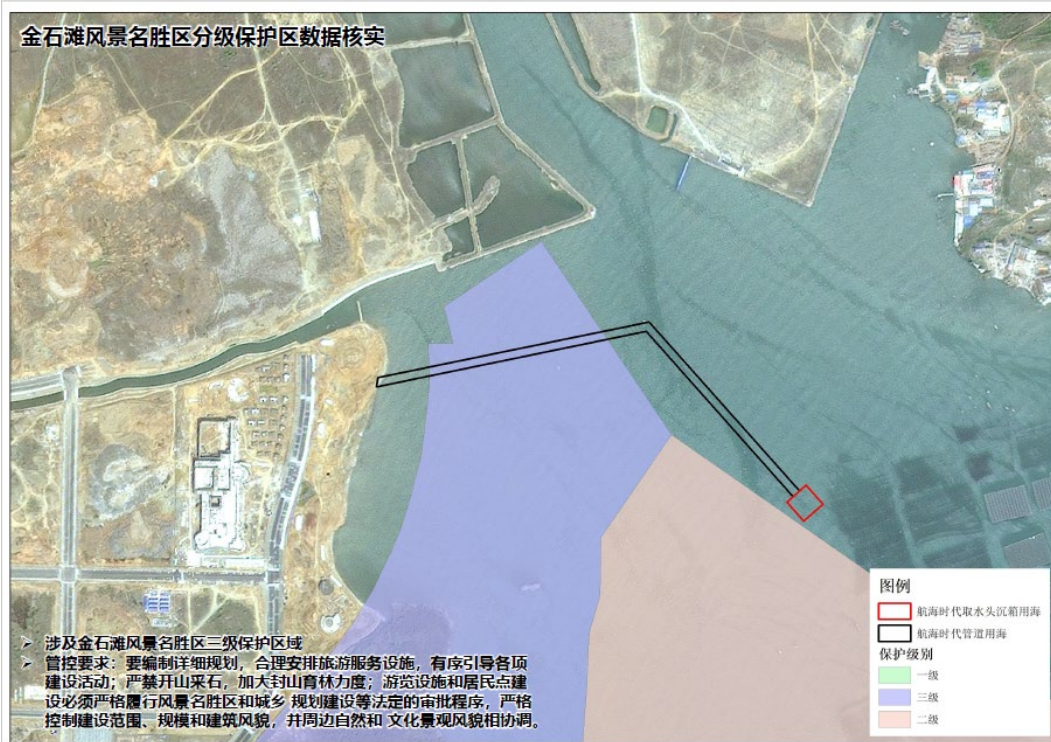 金石滩风景名胜区分级保护区数据核实
➢ 涉及金石滩风景名胜区三级保护区域
➢ 管控要求：要编制详细规划，合理安排旅游服务设施，有序引导各项
建设活动；严禁开山采石，加大封山育林力度；游览设施和居民点建
设必须严格履行风景名胜区和城乡 规划建设等法定的审批程序，严格
控制建设范围、规模和建筑风貌，并周边自然和 文化景观风貌相协调。
图例
航海时代取水头沉箱用海
航海时代管道用海
保护级别
一级
三级
二级